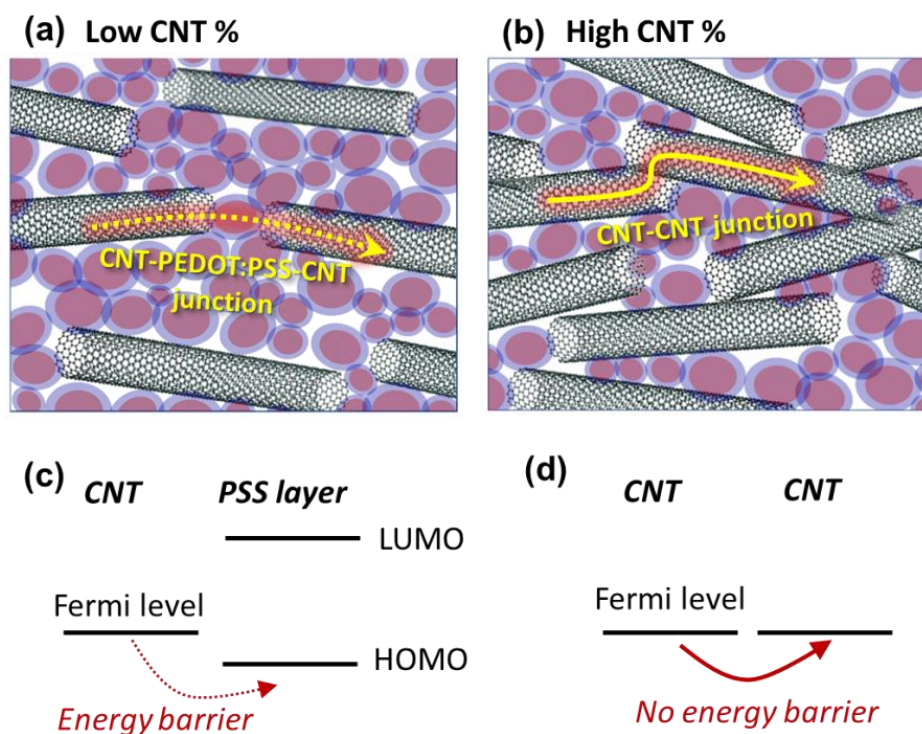 (a) Low CNT %
(b) High CNT %
CNT-PEDOT:PSS-CNT
junction
CNT-CNT junction
(c)
CNT PSS layer
LUMO
Fermi level
HOMO
Energy barrier
(d)
CNT CNT
Fermi level
No energy barrier